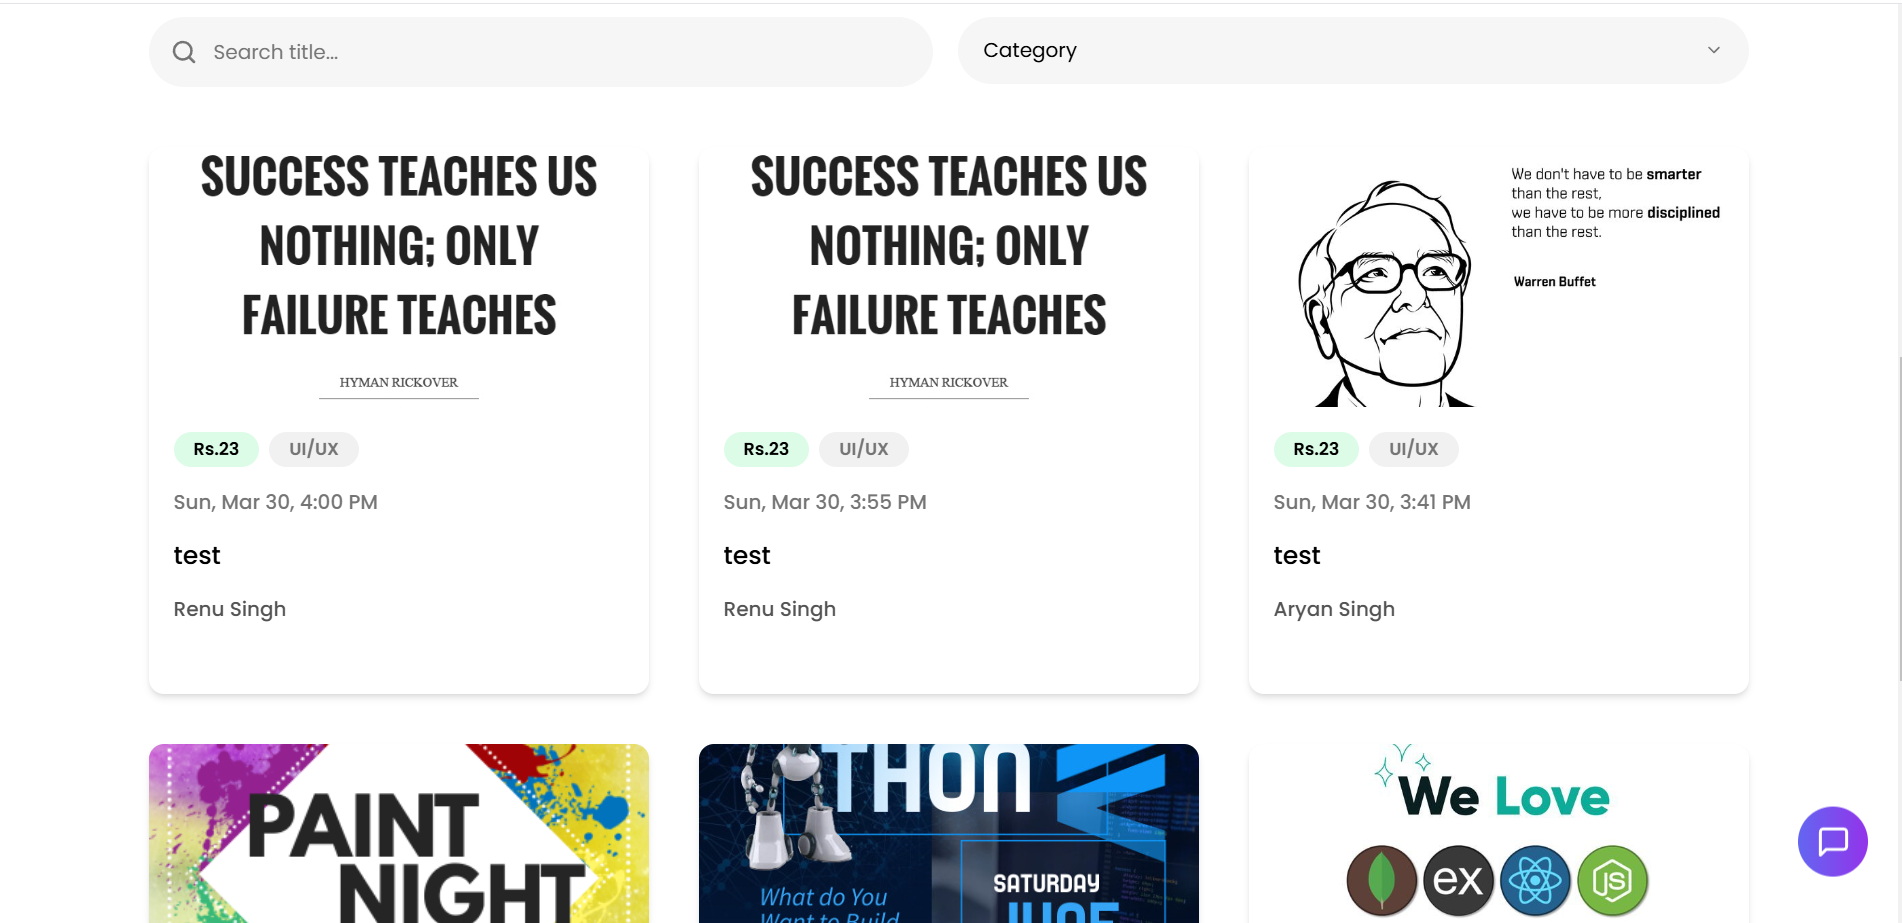 Search title...
Category
SUCCESS TEACHES US
NOTHING; ONLY
FAILURE TEACHES
HYMAN RICKOVER
Rs.23 UI/UX
Sun, Mar 30, 4:00 PM
test
Renu Singh
SUCCESS TEACHES US
NOTHING; ONLY
FAILURE TEACHES
HYMAN RICKOVER
Rs.23 UI/UX
Sun, Mar 30, 3:55 PM
test
Renu Singh
We don't have to be smarter
than the rest,
we have to be more disciplined
than the rest.
Warren Buffet
Rs.23 UI/UX
Sun, Mar 30, 3:41 PM
test
Aryan Singh
PAINT
NIGHT
THON
What do You
Want to Build
SATURDAY
JUNE
We Love
ex
JS